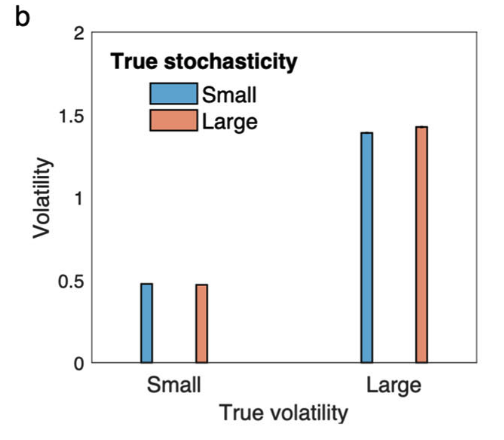 b
2
True stochasticity
Small
Large
1.5
1
0.5
0
Volatility
Small
Large
True volatility